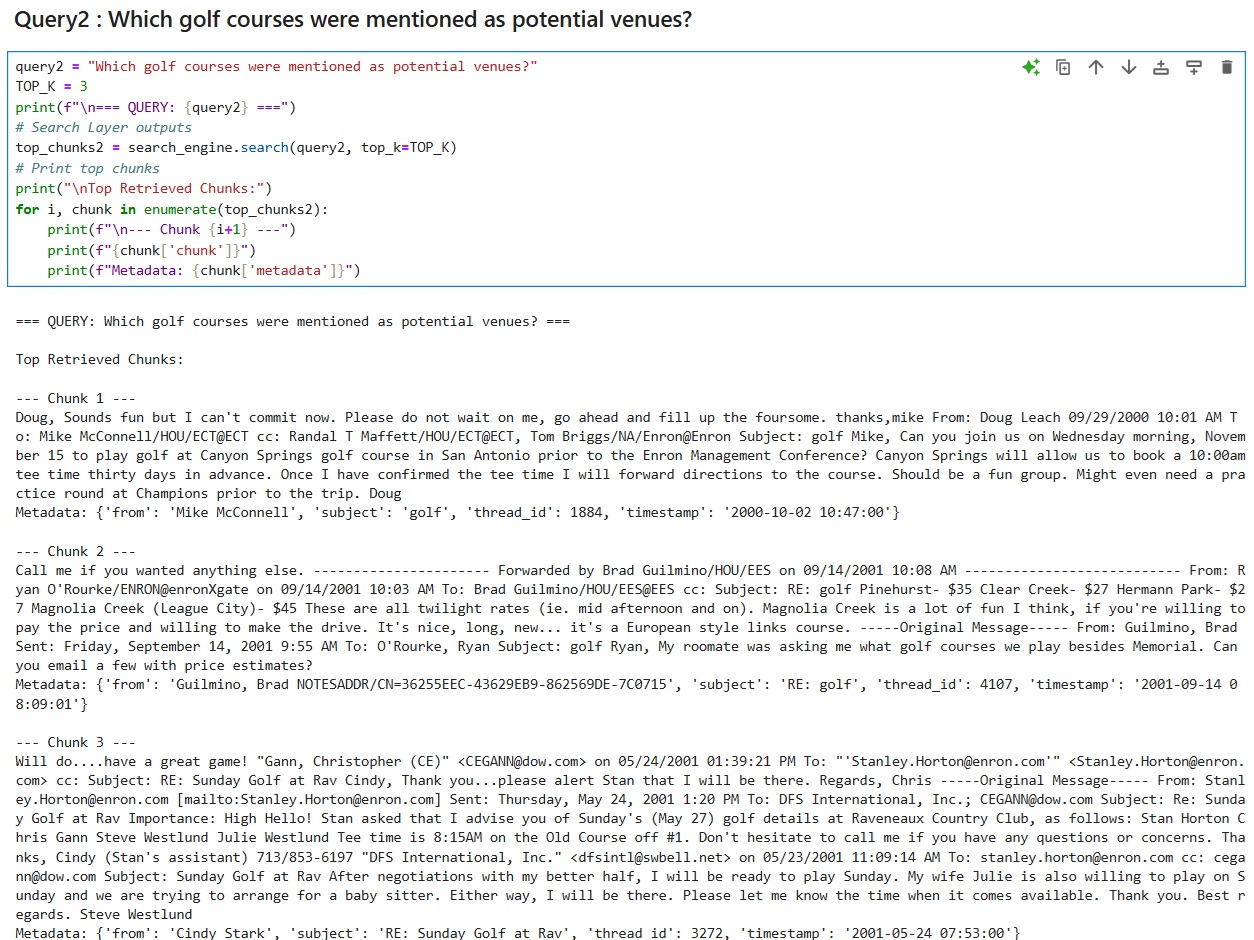 Query2 : Which golf courses were mentioned as potential venues?
query2 = "Which golf courses were mentioned as potential venues?"
TOP_K = 3
print(f"\n=== QUERY: {query2} ===")
# Search Layer outputs
top_chunks2 = search_engine.search(query2, top_k=TOP_K)
# Print top chunks
print("\nTop Retrieved Chunks:")
for i, chunk in enumerate(top_chunks2):
    print(f"\n--- Chunk {i+1} ---")
    print(f"{chunk['chunk']}")
    print(f"Metadata: {chunk['metadata']}")
=== QUERY: Which golf courses were mentioned as potential venues? ===
Top Retrieved Chunks:
--- Chunk 1 ---
Doug, Sounds fun but I can't commit now. Please do not wait on me, go ahead and fill up the foursome. thanks,mike From: Doug Leach 09/29/2000 10:01 AM T
o: Mike McConnell/HOU/ECT@ECT cc: Randal T Maffett/HOU/ECT@ECT, Tom Briggs/NA/Enron@Enron Subject: golf Mike, Can you join us on Wednesday morning, Novem
ber 15 to play golf at Canyon Springs golf course in San Antonio prior to the Enron Management Conference? Canyon Springs will allow us to book a 10:00am
tee time thirty days in advance. Once I have confirmed the tee time I will forward directions to the course. Should be a fun group. Might even need a pra
ctice round at Champions prior to the trip. Doug
Metadata: {'from': 'Mike McConnell', 'subject': 'golf', 'thread_id': 1884, 'timestamp': '2000-10-02 10:47:00'}
--- Chunk 2 ---
Call me if you wanted anything else. ---------------------- Forwarded by Brad Guilmino/HOU/EES on 09/14/2001 10:08 AM --------------------------- From: R
yan O'Rourke/ENRON@enronXgate on 09/14/2001 10:03 AM To: Brad Guilmino/HOU/EES@EES cc: Subject: RE: golf Pinehurst- $35 Clear Creek- $27 Hermann Park- $2
7 Magnolia Creek (League City)- $45 These are all twilight rates (ie. mid afternoon and on). Magnolia Creek is a lot of fun I think, if you're willing to
pay the price and willing to make the drive. It's nice, long, new... it's a European style links course. -----Original Message----- From: Guilmino, Brad
Sent: Friday, September 14, 2001 9:55 AM To: O'Rourke, Ryan Subject: golf Ryan, My roomate was asking me what golf courses we play besides Memorial. Can
you email a few with price estimates?
Metadata: {'from': 'Guilmino, Brad NOTESADDR/CN=36255EEC-43629EB9-862569DE-7C0715', 'subject': 'RE: golf', 'thread_id': 4107, 'timestamp': '2001-09-14 0
8:09:01'}
--- Chunk 3 ---
Will do....have a great game! "Gann, Christopher (CE)" <CEGANN@dow.com> on 05/24/2001 01:39:21 PM To: "'Stanley.Horton@enron.com'" <Stanley.Horton@enron.
com> cc: Subject: RE: Sunday Golf at Rav Cindy, Thank you...please alert Stan that I will be there. Regards, Chris -----Original Message----- From: Stanl
ey.Horton@enron.com [mailto:Stanley.Horton@enron.com] Sent: Thursday, May 24, 2001 1:20 PM To: DFS International, Inc.; CEGANN@dow.com Subject: Re: Sunda
y Golf at Rav Importance: High Hello! Stan asked that I advise you of Sunday's (May 27) golf details at Raveneaux Country Club, as follows: Stan Horton C
hris Gann Steve Westlund Julie Westlund Tee time is 8:15AM on the Old Course off #1. Don't hesitate to call me if you have any questions or concerns. Tha
nks, Cindy (Stan's assistant) 713/853-6197 "DFS International, Inc." <dfsintl@swbell.net> on 05/23/2001 11:09:14 AM To: stanley.horton@enron.com cc: cega
nn@dow.com Subject: Sunday Golf at Rav After negotiations with my better half, I will be ready to play Sunday. My wife Julie is also willing to play on S
unday and we are trying to arrange for a baby sitter. Either way, I will be there. Please let me know the time when it comes available. Thank you. Best r
egards. Steve Westlund
Metadata: {'from': 'Cindy Stark', 'subject': 'RE: Sunday Golf at Rav', 'thread_id': 3272, 'timestamp': '2001-05-24 07:53:00'}